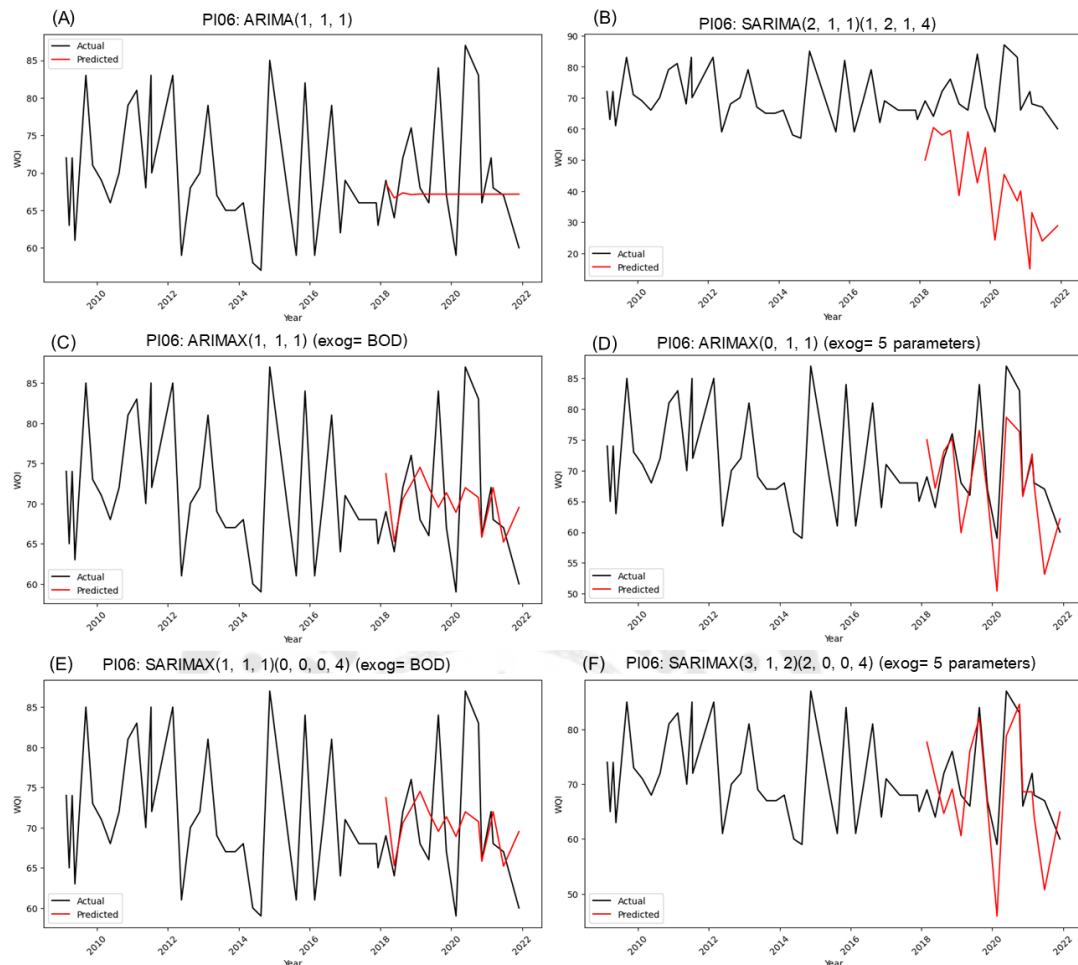 (A)
PI06: ARIMA(1, 1, 1)
Actual
Predicted
WQI
85
80
75
70
65
60
2010
2012
2014
2016
2018
2020
2022
Year
(B)
PI06: SARIMA(2, 1, 1)(1, 2, 1, 4)
WQI
90
80
70
60
50
40
30
20
Actual
Predicted
2010
2012
2014
2016
2018
2020
2022
Year
(C)
PI06: ARIMAX(1, 1, 1) (exog= BOD)
WQI
85
80
75
70
65
60
Actual
Predicted
2010
2012
2014
2016
2018
2020
2022
Year
(D)
PI06: ARIMAX(0, 1, 1) (exog= 5 parameters)
WQI
85
80
75
70
65
60
55
50
Actual
Predicted
2010
2012
2014
2016
2018
2020
2022
Year
(E)
PI06: SARIMAX(1, 1, 1)(0, 0, 0, 4) (exog= BOD)
WQI
85
80
75
70
65
60
Actual
Predicted
2010
2012
2014
2016
2018
2020
2022
Year
(F)
PI06: SARIMAX(3, 1, 2)(2, 0, 0, 4) (exog= 5 parameters)
WQI
80
70
60
50
Actual
Predicted
2010
2012
2014
2016
2018
2020
2022
Year